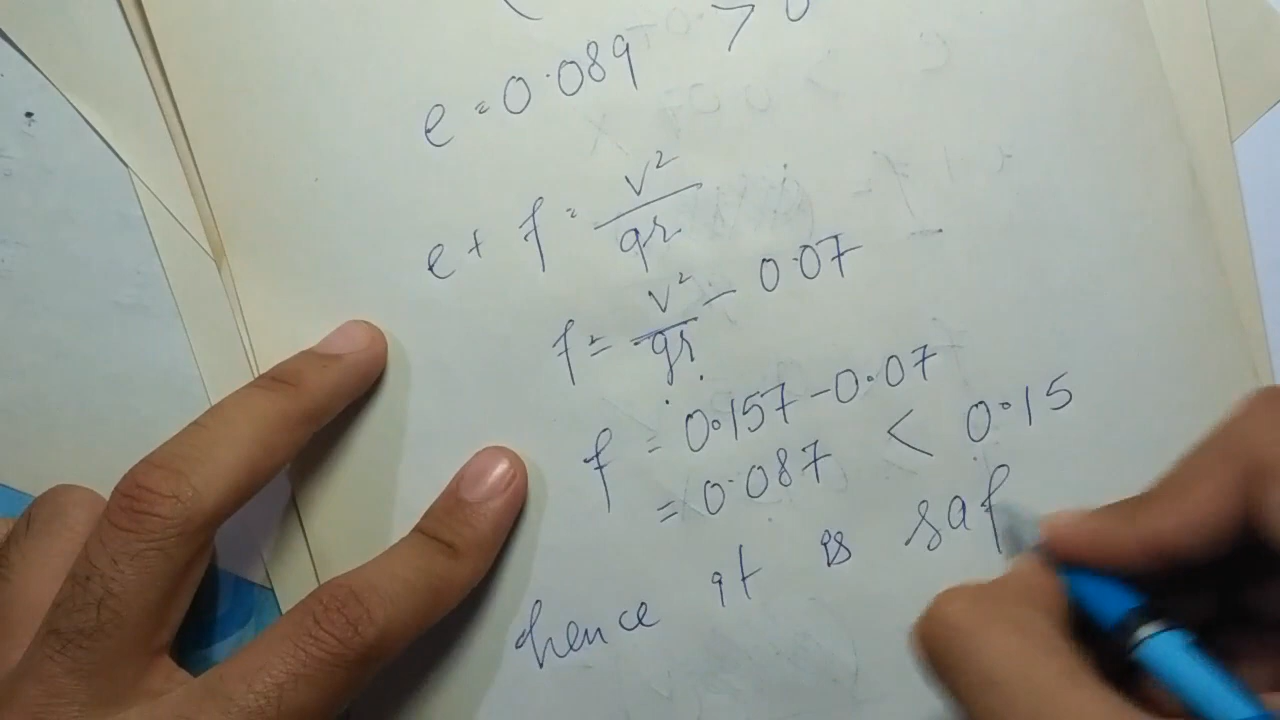 e = 0.089 > 0
e + f = v²/gr
f = v²/gr - 0.07
f = 0.157 - 0.07
= 0.087 < 0.15
hence it is saf